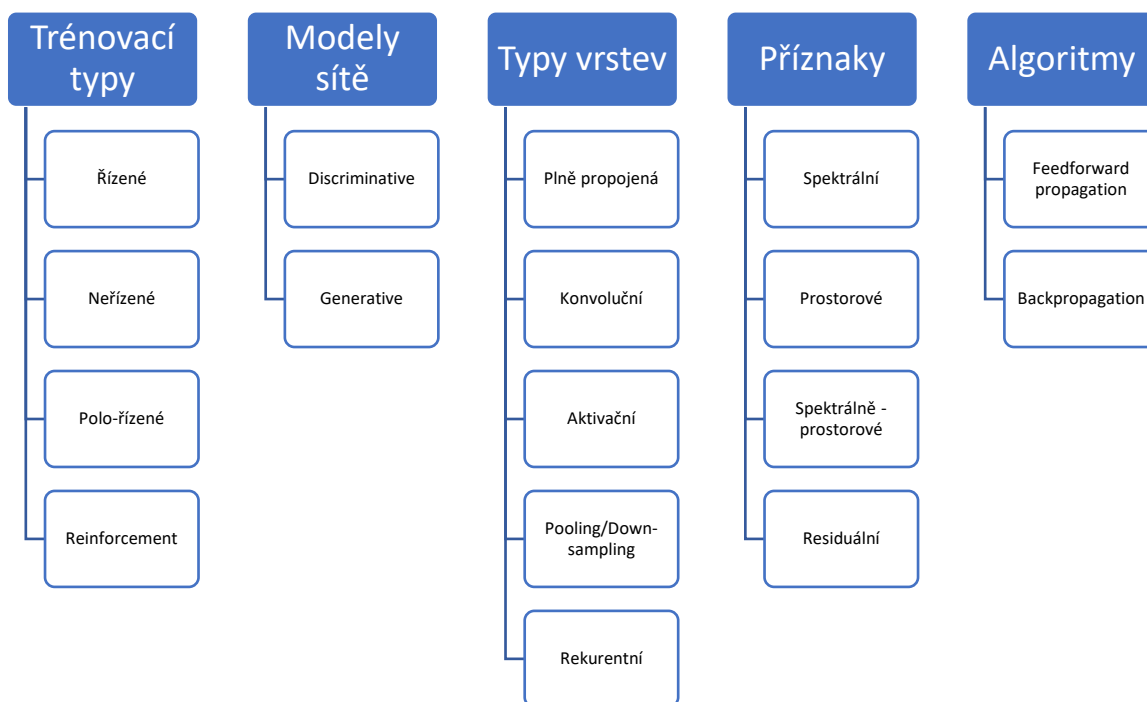 Trénovací
typy
Řízené
Neřízené
Polo-řízené
Reinforcement
Modely
sítě
Discriminative
Generative
Typy vrstev
Plně propojená
Konvoluční
Aktivační
Pooling/Down-
sampling
Rekurentní
Příznaky
Spektrální
Prostorové
Spektrálně -
prostorové
Residuální
Algoritmy
Feedforward
propagation
Backpropagation